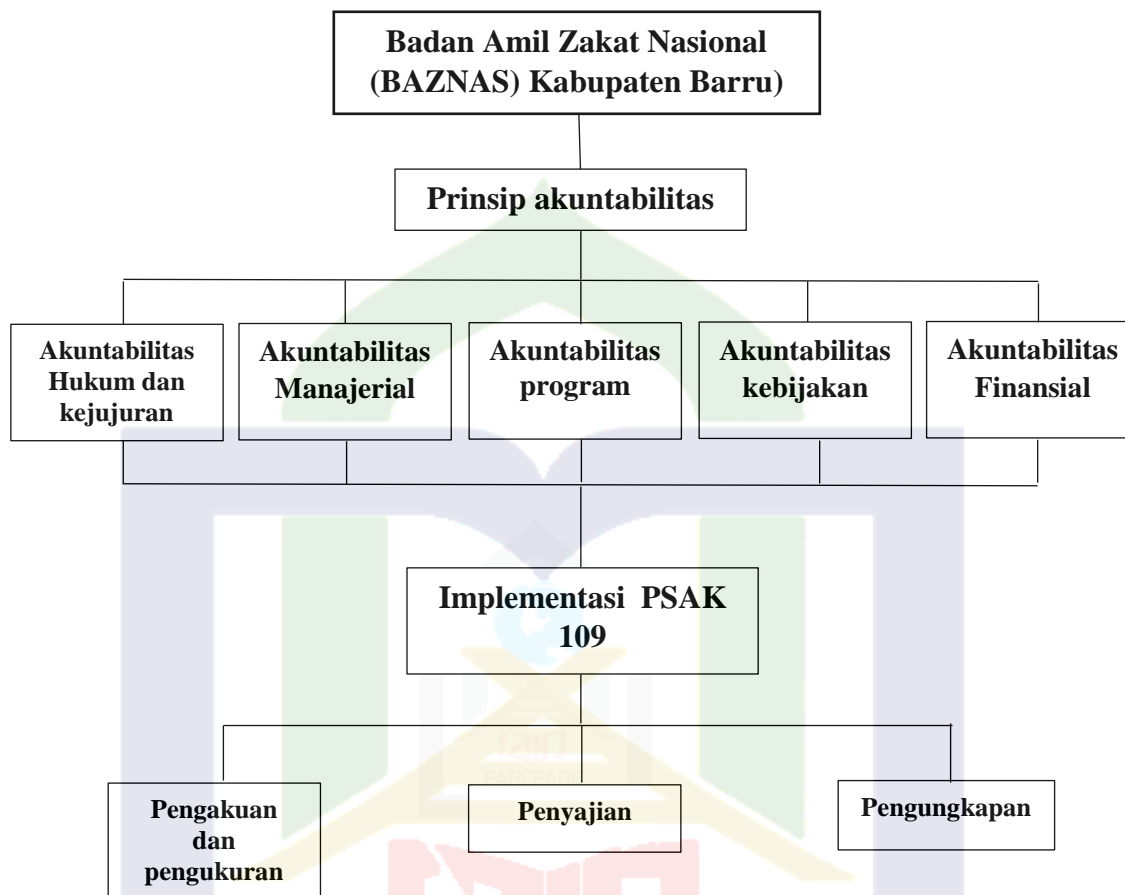 Badan Amil Zakat Nasional
(BAZNAS) Kabupaten Barru)
Prinsip akuntabilitas
Akuntabilitas
Hukum dan
kejujuran
Akuntabilitas
Manajerial
Akuntabilitas
program
Akuntabilitas
kebijakan
Akuntabilitas
Finansial
Implementasi PSAK
109
Pengakuan
dan
pengukuran
Penyajian
Pengungkapan
PAREPARE